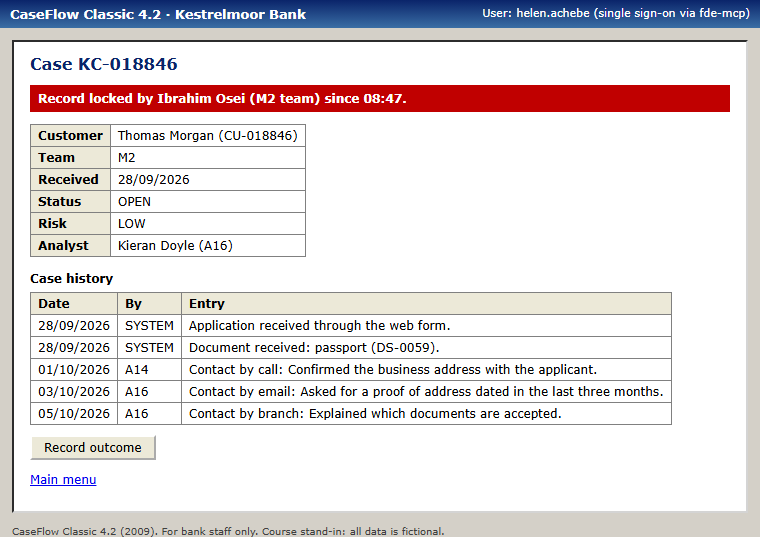 CaseFlow Classic 4.2 - Kestrelmoor Bank
User: helen.achebe (single sign-on via fde-mcp)
Case KC-018846
Record locked by Ibrahim Osei (M2 team) since 08:47.
Customer Thomas Morgan (CU-018846)
Team M2
Received 28/09/2026
Status OPEN
Risk LOW
Analyst Kieran Doyle (A16)
Case history
Date By Entry
28/09/2026 SYSTEM Application received through the web form.
28/09/2026 SYSTEM Document received: passport (DS-0059).
01/10/2026 A14 Contact by call: Confirmed the business address with the applicant.
03/10/2026 A16 Contact by email: Asked for a proof of address dated in the last three months.
05/10/2026 A16 Contact by branch: Explained which documents are accepted.
Record outcome
Main menu
CaseFlow Classic 4.2 (2009). For bank staff only. Course stand-in: all data is fictional.